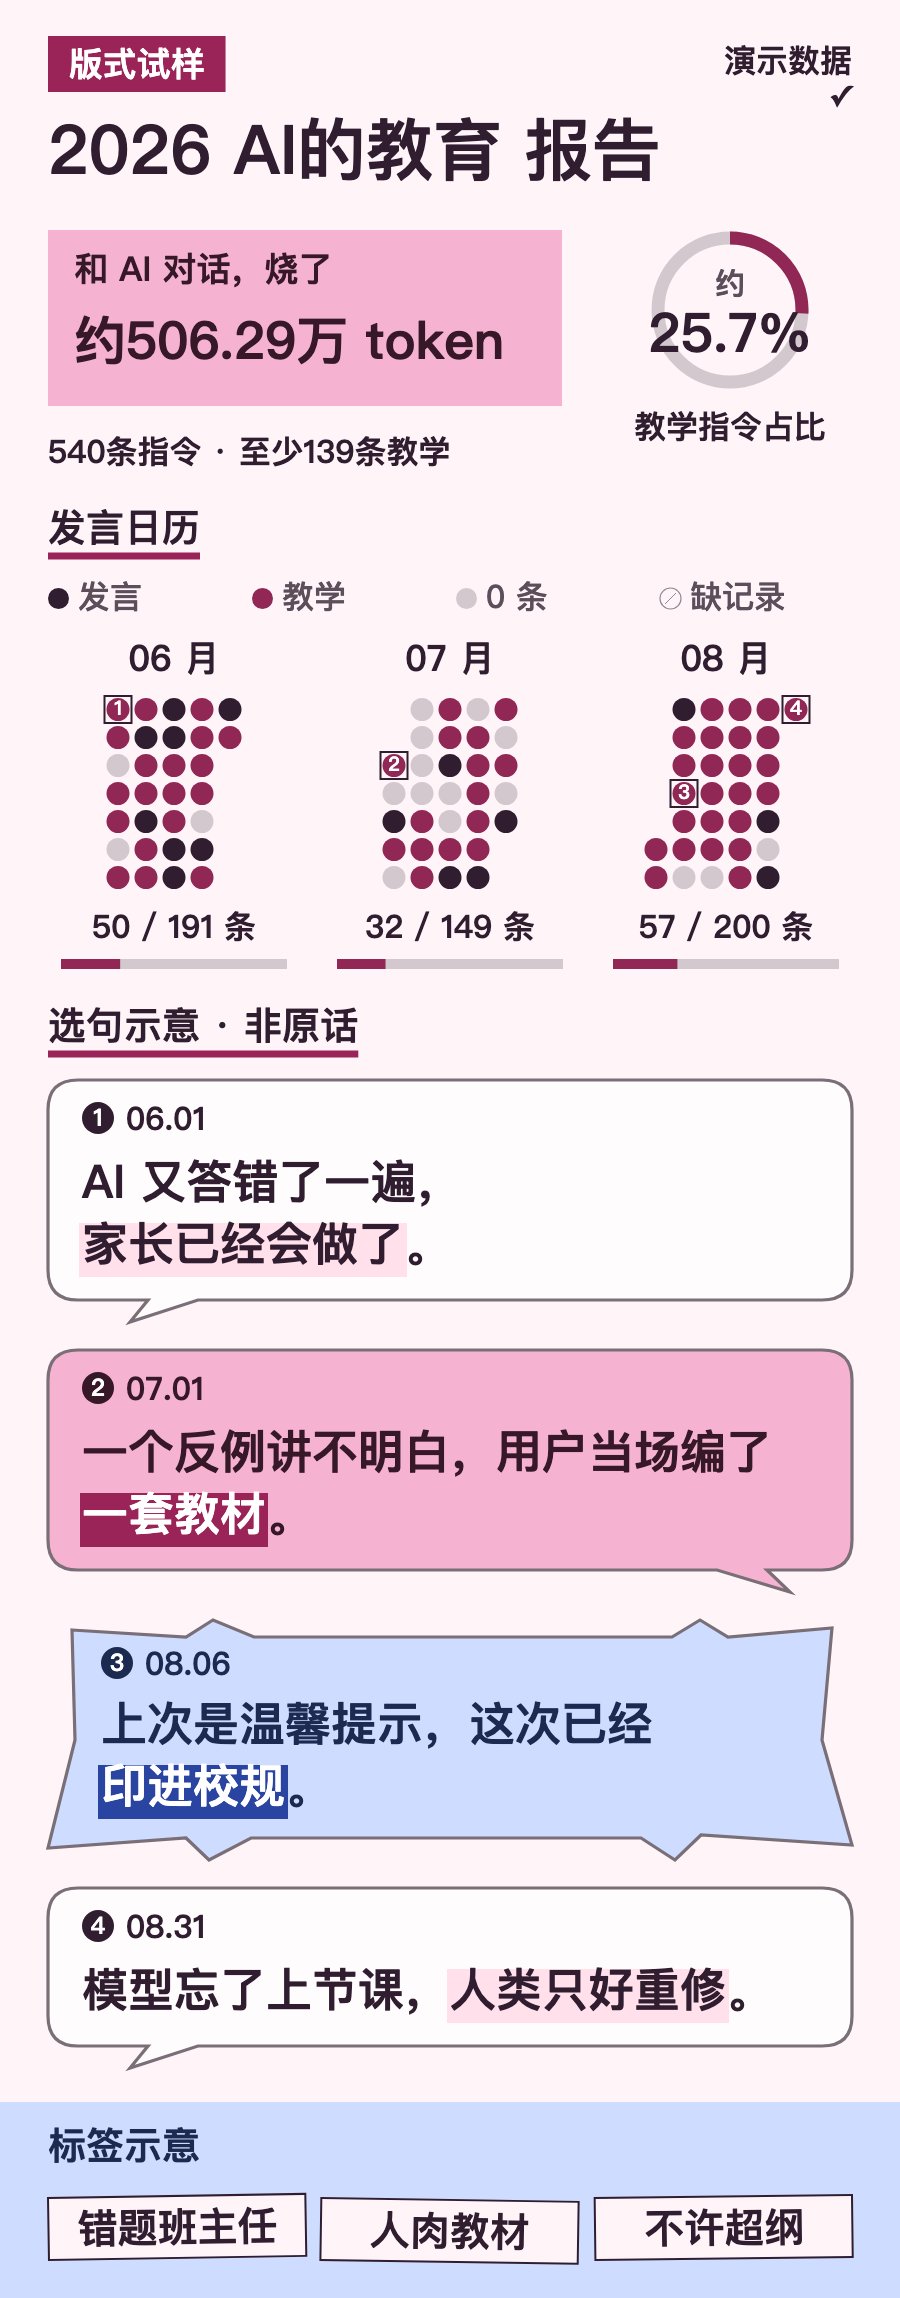 版式试样
演示数据
✓
2026 AI的教育 报告
和 AI 对话，烧了
约506.29万 token
约
25.7%
教学指令占比
540条指令 · 至少139条教学
发言日历
发言
教学
0 条
缺记录
06 月
07 月
08 月
1
4
2
3
50 / 191 条
32 / 149 条
57 / 200 条
选句示意 · 非原话
1 06.01
AI 又答错了一遍，
家长已经会做了。
2 07.01
一个反例讲不明白，用户当场编了
一套教材。
3 08.06
上次是温馨提示，这次已经
印进校规。
4 08.31
模型忘了上节课，人类只好重修。
标签示意
错题班主任
人肉教材
不许超纲